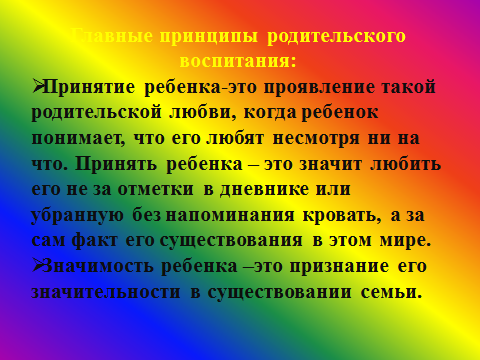 Главные принципы родительского
воспитания:
➢Принятие ребенка-это проявление такой
родительской любви, когда ребенок
понимает, что его любят несмотря ни на
что. Принять ребенка – это значит любить
его не за отметки в дневнике или
убранную без напоминания кровать, а за
сам факт его существования в этом мире.
➢Значимость ребенка –это признание его
значительности в существовании семьи.